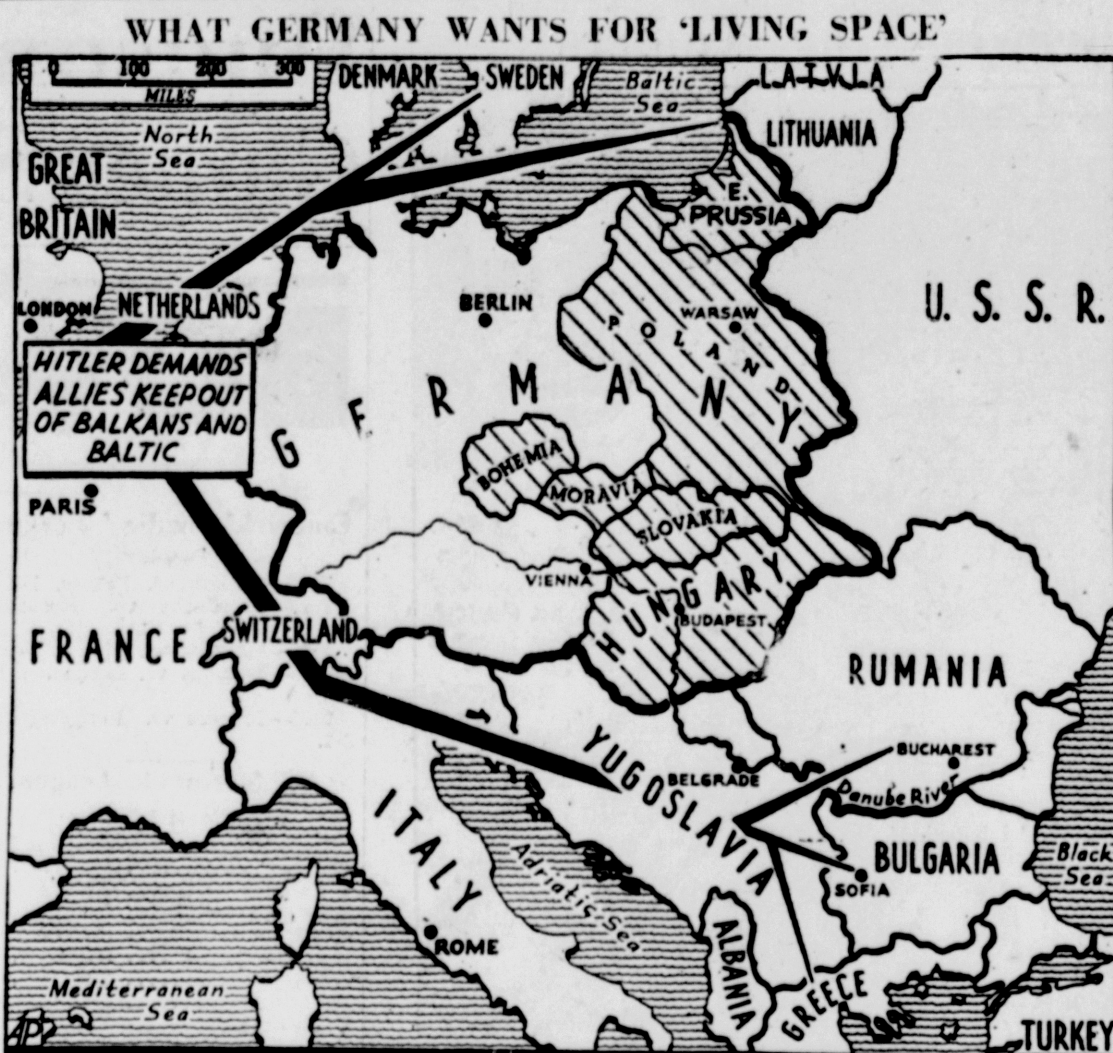 WHAT GERMANY WANTS FOR 'LIVING SPACE'
0 100 200 300
MILES
DENMARK
SWEDEN
Baltic
Sea
LATVIA
LITHUANIA
North
Sea
GREAT
BRITAIN
E.
PRUSSIA
LONDON
NETHERLANDS
BERLIN
WARSAW
POLAND
U.S.S.R.
HITLER DEMANDS
ALLIES KEEP OUT
OF BALKANS AND
BALTIC
GERMANY
BOHEMIA
MORAVIA
SLOVAKIA
PARIS
VIENNA
HUNGARY
BUDAPEST
FRANCE
SWITZERLAND
RUMANIA
YUGOSLAVIA
BELGRADE
BUCHAREST
Danube River
ITALY
Adriatic Sea
BULGARIA
SOFIA
Black
Sea
ROME
ALBANIA
GREECE
Mediterranean
Sea
AP
TURKEY